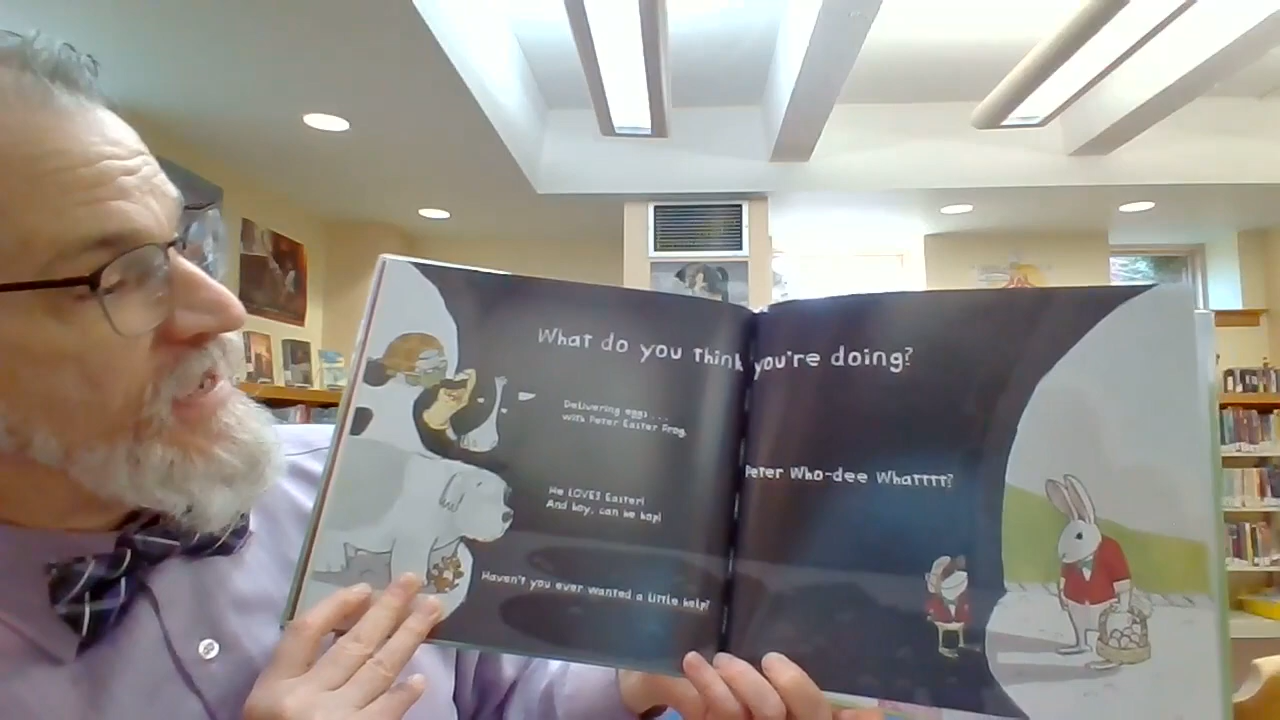 What do you think you're doing?
Delivering eggs . . .
with Peter Easter Frog.
Peter Who-dee Whatttt?
He LOVES Easter!
And boy, can he hop!
Haven't you ever wanted a little help?